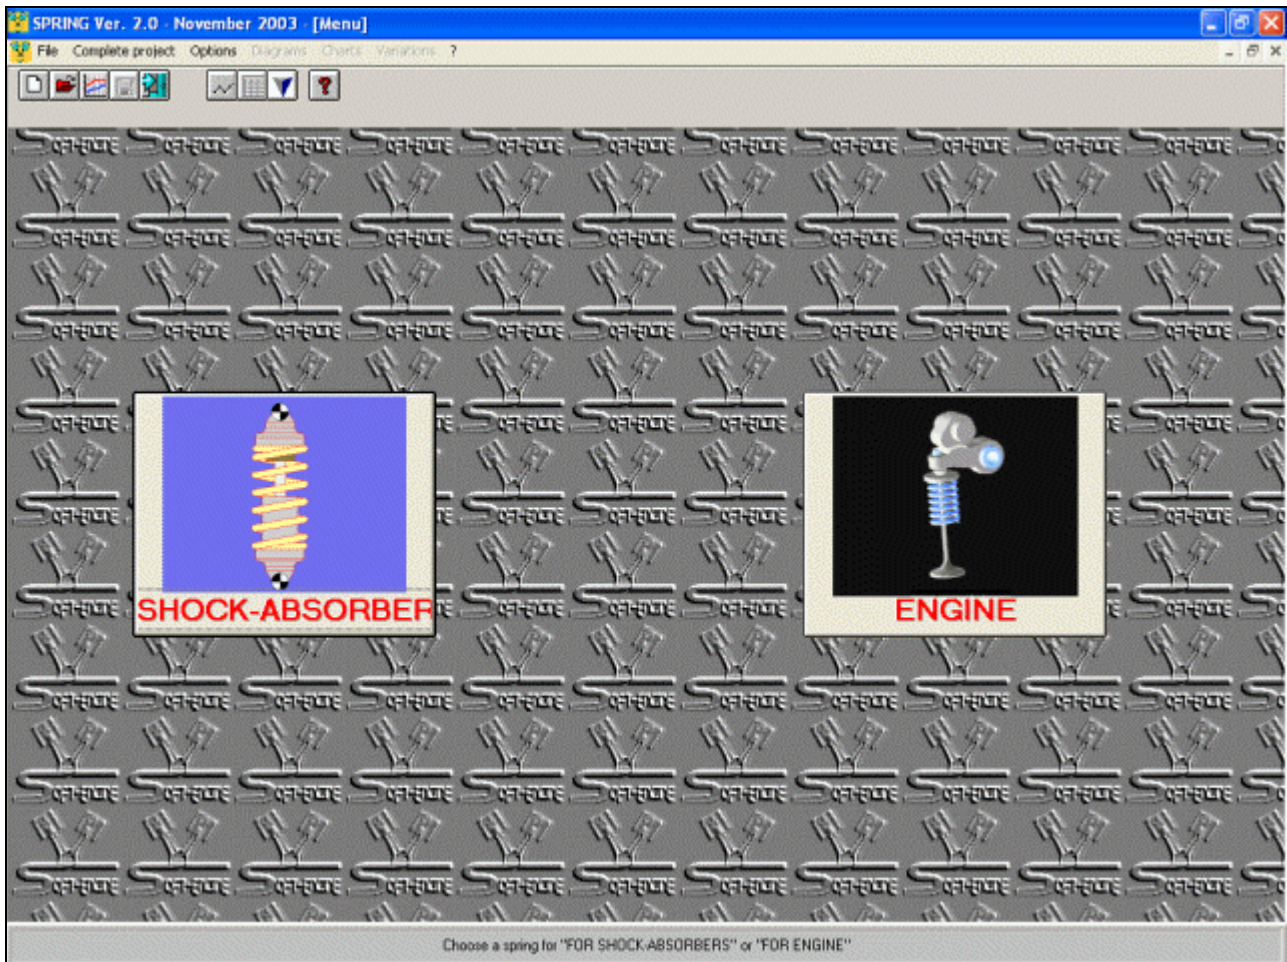 SPRING Ver. 2.0 - November 2003 - [Menu]
File Complete project Options Diagrams Charts Variations ?
SHOCK-ABSORBER
ENGINE
Choose a spring for "FOR SHOCK-ABSORBERS" or "FOR ENGINE"